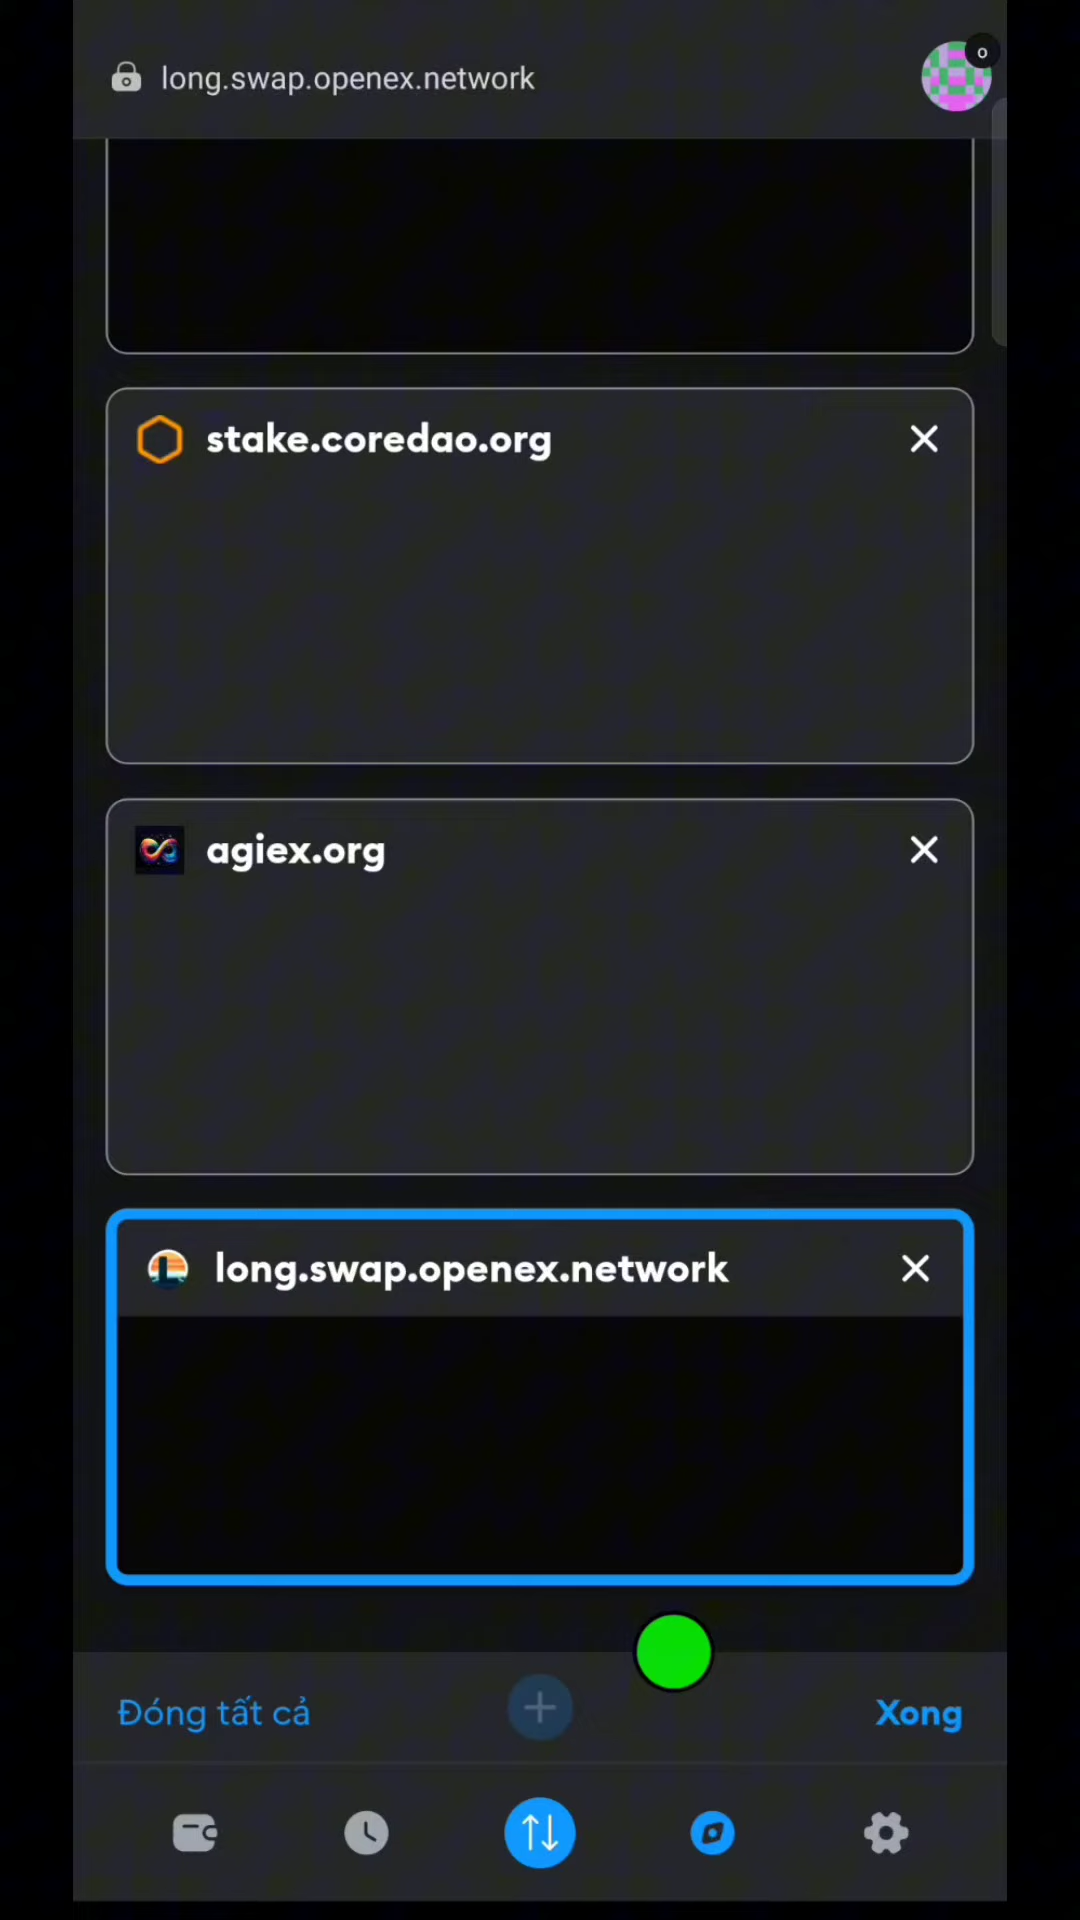 long.swap.openex.network
o
stake.coredao.org
agiex.org
long.swap.openex.network
Đóng tất cả
Xong